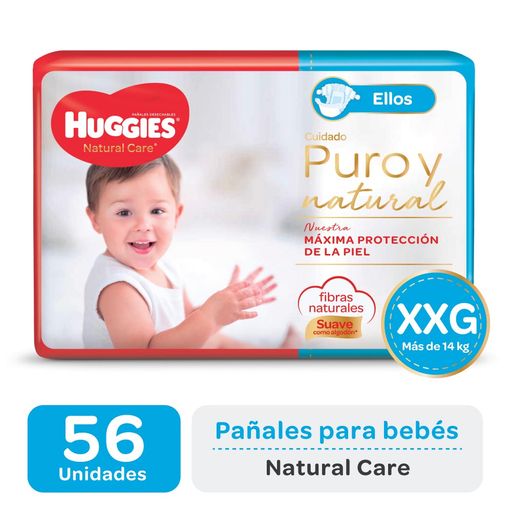 PAÑALES DESECHABLES
HUGGIES
Natural Care®
Ellos
Cuidado
Puro y
natural
Nuestra
MÁXIMA PROTECCIÓN
DE LA PIEL
fibras
naturales
Suave
como algodón*
XXG
Más de 14 kg
56
Unidades
Pañales para bebés
Natural Care